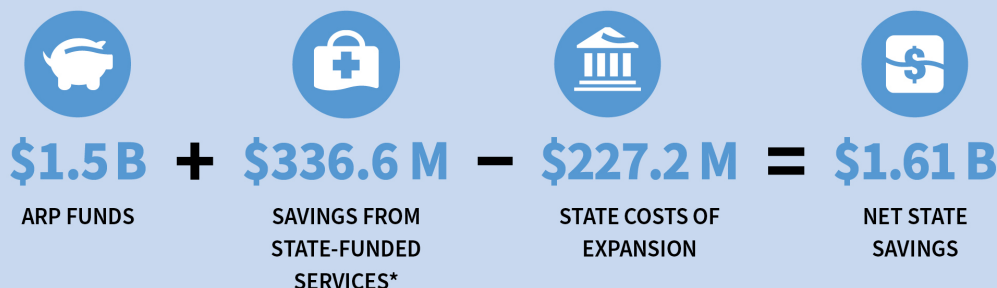 $1.5 B + $336.6 M − $227.2 M = $1.61 B
ARP FUNDS
SAVINGS FROM
STATE-FUNDED
SERVICES*
STATE COSTS OF
EXPANSION
NET STATE
SAVINGS